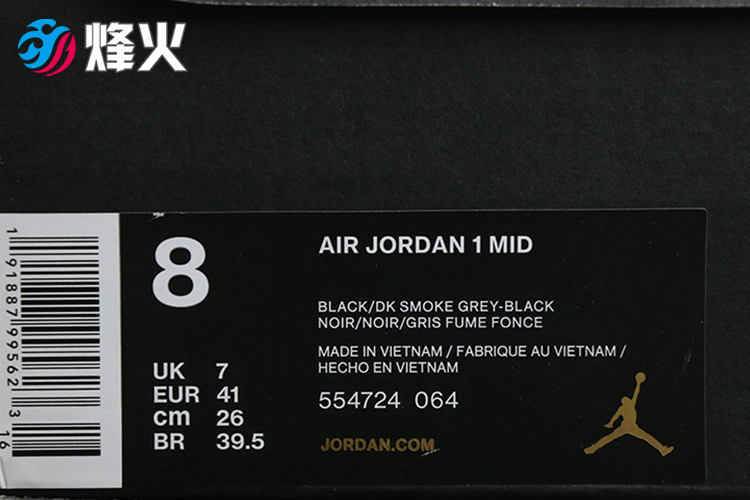 烽火
8
AIR JORDAN 1 MID
BLACK/DK SMOKE GREY-BLACK
NOIR/NOIR/GRIS FUME FONCE
MADE IN VIETNAM / FABRIQUE AU VIETNAM /
HECHO EN VIETNAM
UK 7
EUR 41
cm 26
BR 39.5
554724 064
JORDAN.COM
1 91887 99562 3
16